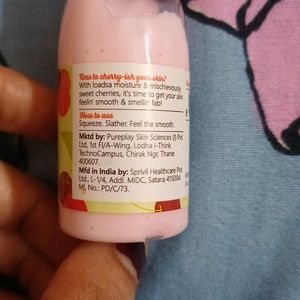 Time to cherry-ish your skin!
With loadsa moisture & mischievously
sweet cherries, it's time to get your skin
feelin' smooth & smellin' fab!
How to use
Squeeze. Slather. Feel the smooth.
Mktd by: Pureplay Skin Sciences (I) Pvt
Ltd, 1st Fl/A-Wing, Lodha i-Think
TechnoCampus, Chirak Ngr, Thane
400607.
Mfd in India by: Sprivil Healthcare Pvt.
Ltd., L-1/4, Addl. MIDC, Satara 415004.
ML. No.: PD/C/73.